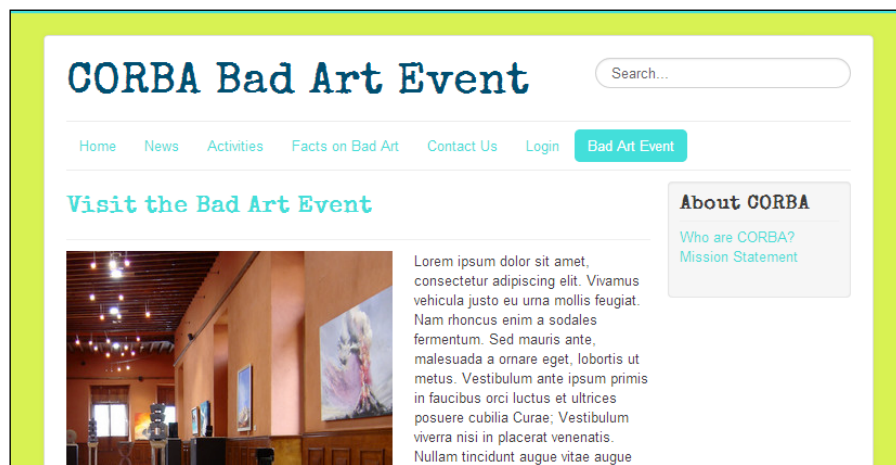 CORBA Bad Art Event
Search...
Home News Activities Facts on Bad Art Contact Us Login Bad Art Event
Visit the Bad Art Event
Lorem ipsum dolor sit amet,
consectetur adipiscing elit. Vivamus
vehicula justo eu urna mollis feugiat.
Nam rhoncus enim a sodales
fermentum. Sed mauris ante,
malesuada a ornare eget, lobortis ut
metus. Vestibulum ante ipsum primis
in faucibus orci luctus et ultrices
posuere cubilia Curae; Vestibulum
viverra nisi in placerat venenatis.
Nullam tincidunt augue vitae augue
About CORBA
Who are CORBA?
Mission Statement